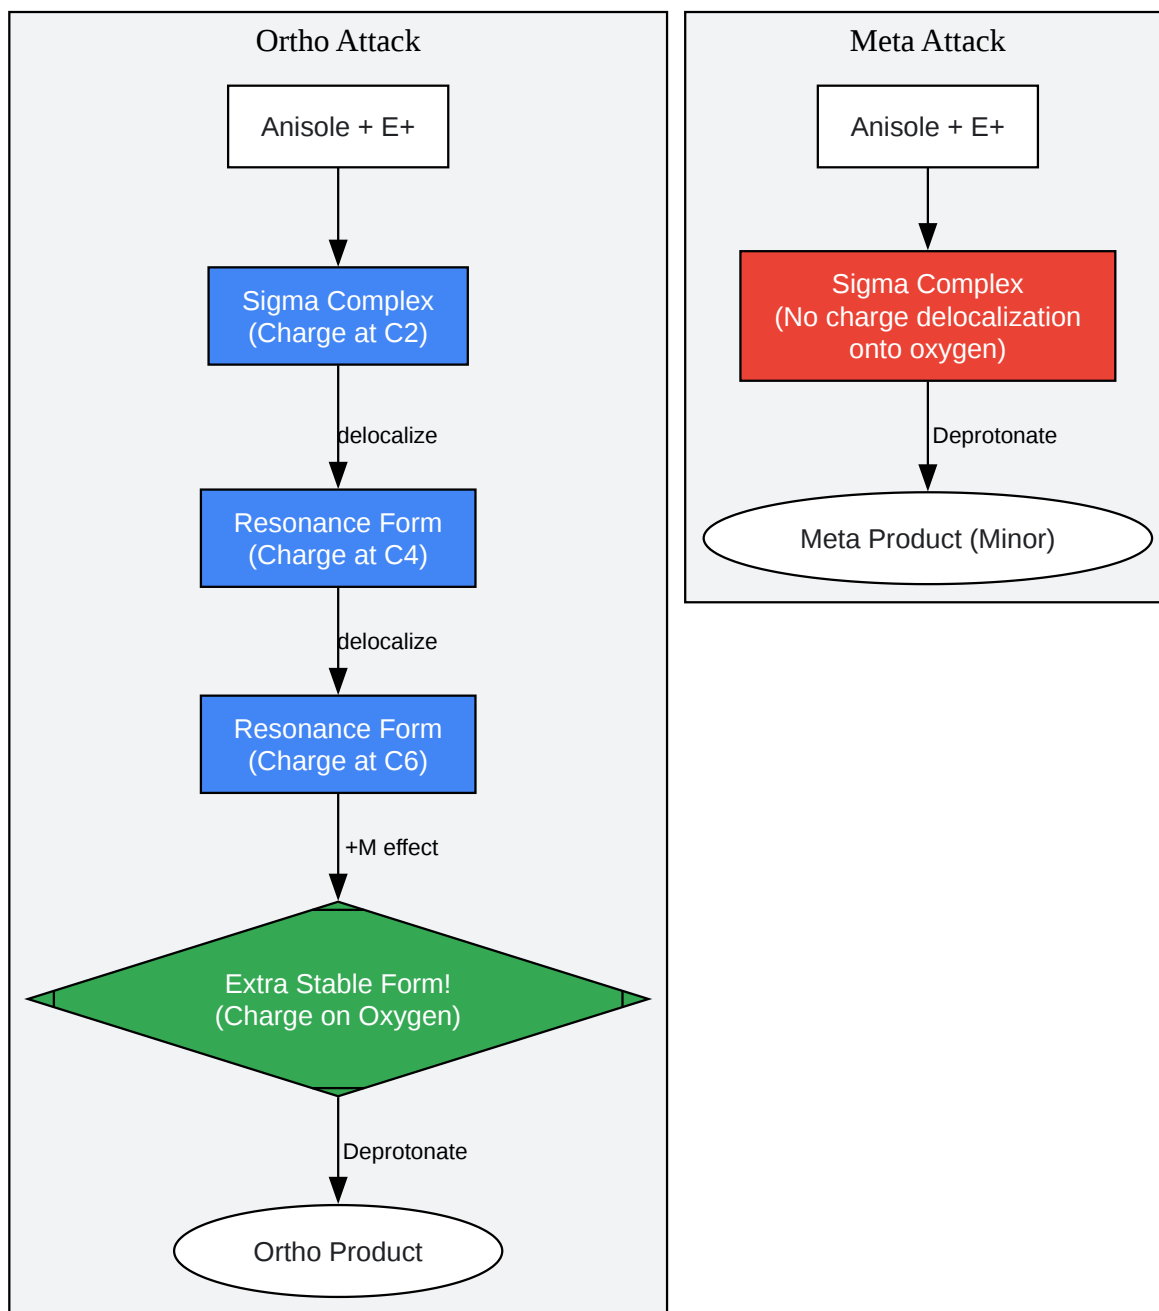 Ortho Attack
Anisole + E+
Sigma Complex
(Charge at C2)
delocalize
Resonance Form
(Charge at C4)
delocalize
Resonance Form
(Charge at C6)
+M effect
Extra Stable Form!
(Charge on Oxygen)
Deprotonate
Ortho Product
Meta Attack
Anisole + E+
Sigma Complex
(No charge delocalization
onto oxygen)
Deprotonate
Meta Product (Minor)